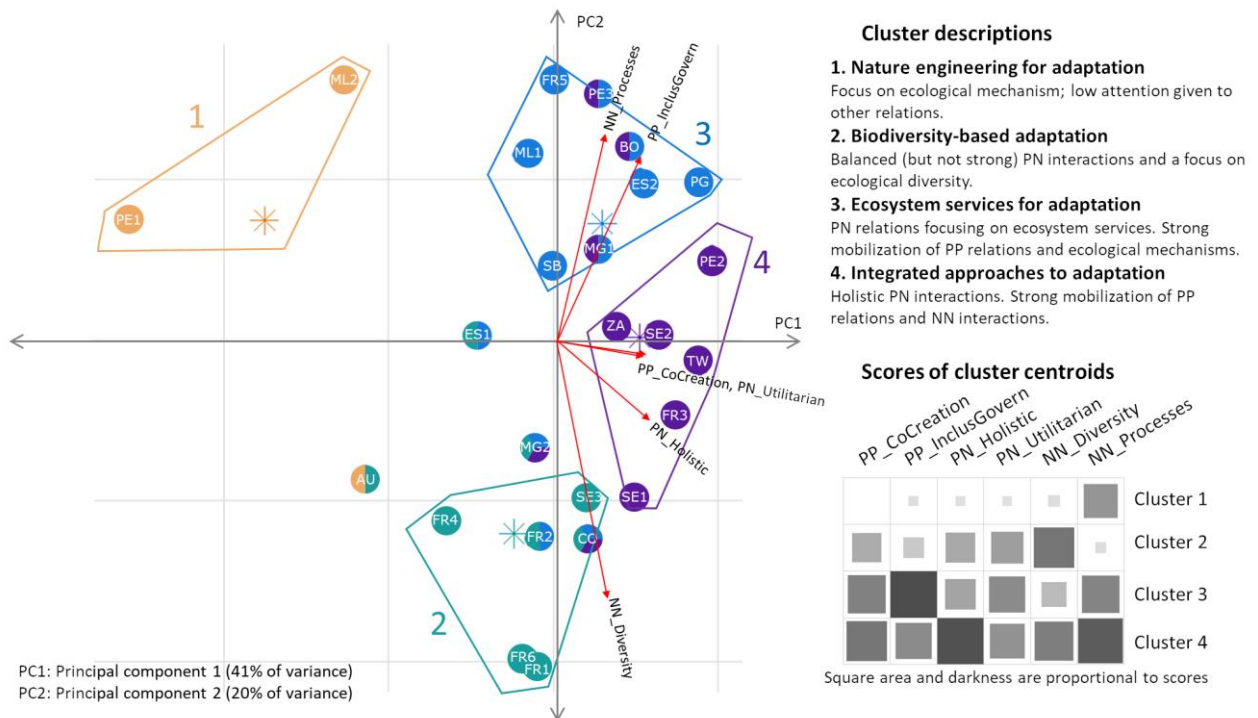 PC2
NN_Processes
PP_InclusGovern
ML2
FR5
PE3
1
3
ML1
BO
ES2
PG
PE1
MG1
SB
PE2
4
ZA
SE2
PC1
ES1
TW
PP_CoCreation, PN_Utilitarian
FR3
PN_Holistic
MG2
AU
SE3
SE1
FR4
FR2
CO
NN_Diversity
2
FR6
FR1
PC1: Principal component 1 (41% of variance)
PC2: Principal component 2 (20% of variance)
Cluster descriptions
1. Nature engineering for adaptation
Focus on ecological mechanism; low attention given to
other relations.
2. Biodiversity-based adaptation
Balanced (but not strong) PN interactions and a focus on
ecological diversity.
3. Ecosystem services for adaptation
PN relations focusing on ecosystem services. Strong
mobilization of PP relations and ecological mechanisms.
4. Integrated approaches to adaptation
Holistic PN interactions. Strong mobilization of PP
relations and NN interactions.
Scores of cluster centroids
PP_CoCreation
PP_InclusGovern
PN_Holistic
PN_Utilitarian
NN_Diversity
NN_Processes
Cluster 1
Cluster 2
Cluster 3
Cluster 4
Square area and darkness are proportional to scores